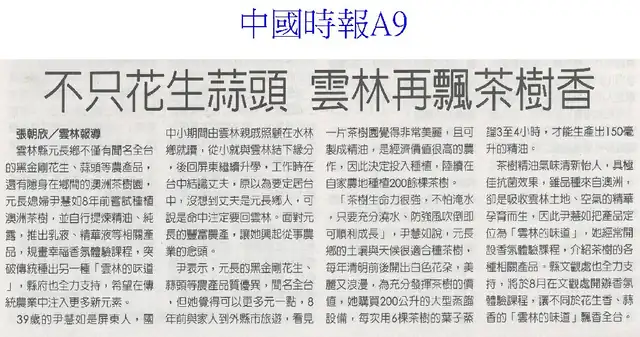 中國時報A9
不只花生蒜頭 雲林再飄茶樹香
張朝欣／雲林報導
雲林縣元長鄉不僅有聞名全台
的黑金剛花生、蒜頭等農產品，
還有隱身在鄉間的澳洲茶樹園，
元長媳婦尹慧如8年前嘗試種植
澳洲茶樹，並自行提煉精油、純
露，推出乳液、精華液等相關產
品，規畫幸福香氛體驗課程，突
破傳統種出另一種「雲林的味道
」，縣府也全力支持，希望在傳
統農業中注入更多新元素。
39歲的尹慧如是屏東人，國
中小期間由雲林親戚照顧在水林
鄉就讀，從小就與雲林結下緣分
，後回屏東繼續升學，工作時在
台中結識丈夫，原以為要定居台
中，沒想到丈夫是元長鄉人，可
說是命中注定要回雲林。面對元
長的豐富農產，讓她興起從事農
業的念頭。
尹表示，元長的黑金剛花生、
蒜頭等農產品質優異，聞名全台
，但她覺得可以更多元一點，8
年前與家人到外縣市旅遊，看見
一片茶樹園覺得非常美麗，且可
製成精油，是經濟價值很高的農
作，因此決定投入種植，陸續在
自家農地種植200餘棵茶樹。
「茶樹生命力很強，不怕淹水
，只要充分澆水、防強風吹倒即
可順利成長」，尹慧如說，元長
鄉的土壤與天候很適合種茶樹，
每年清明前後開出白色花朵，美
麗又浪漫，為充分發揮茶樹的價
值，她購買200公升的大型蒸餾
設備，每次用6棵茶樹的葉子蒸
餾3至4小時，才能生產出150毫
升的精油。
茶樹精油氣味清新怡人，具極
佳抗菌效果，雖品種來自澳洲，
卻是吸收雲林土地、空氣的精華
孕育而生，因此尹慧如把產品定
位為「雲林的味道」，她經常開
設香氛體驗課程，介紹茶樹的各
種相關產品。縣文觀處也全力支
持，將於8月在文觀處開辦香氛
體驗課程，讓不同於花生香、蒜
香的「雲林的味道」飄香全台。